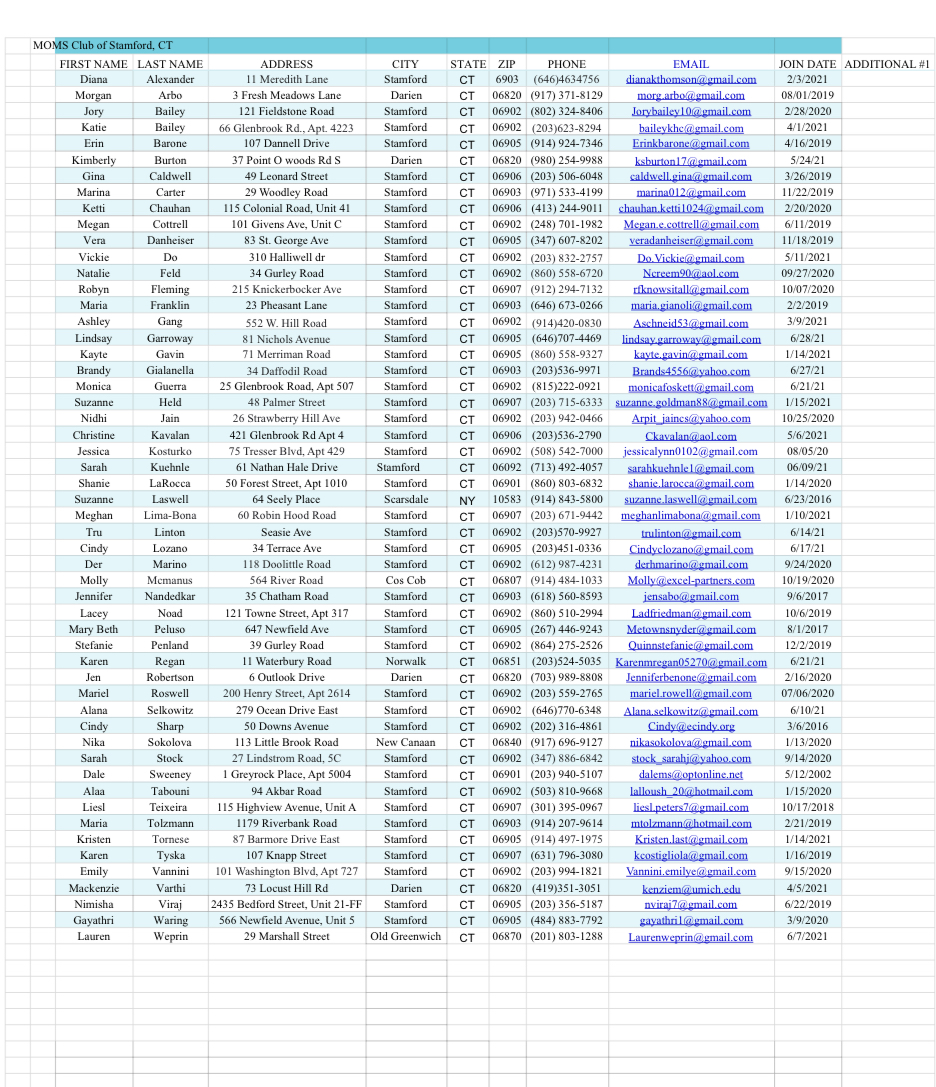 MOMS Club of Stamford, CT
FIRST NAME LAST NAME ADDRESS CITY STATE ZIP PHONE EMAIL JOIN DATE ADDITIONAL #1
Diana Alexander 11 Meredith Lane Stamford CT 6903 (646)4634756 dianakthomson@gmail.com 2/3/2021
Morgan Arbo 3 Fresh Meadows Lane Darien CT 06820 (917) 371-8129 morg.arbo@gmail.com 08/01/2019
Jory Bailey 121 Fieldstone Road Stamford CT 06902 (802) 324-8406 Jorybailey10@gmail.com 2/28/2020
Katie Bailey 66 Glenbrook Rd., Apt. 4223 Stamford CT 06902 (203)623-8294 baileykhc@gmail.com 4/1/2021
Erin Barone 107 Dannell Drive Stamford CT 06905 (914) 924-7346 Erinkbarone@gmail.com 4/16/2019
Kimberly Burton 37 Point O woods Rd S Darien CT 06820 (980) 254-9988 ksburton17@gmail.com 5/24/21
Gina Caldwell 49 Leonard Street Stamford CT 06906 (203) 506-6048 caldwell.gina@gmail.com 3/26/2019
Marina Carter 29 Woodley Road Stamford CT 06903 (971) 533-4199 marina012@gmail.com 11/22/2019
Ketti Chauhan 115 Colonial Road, Unit 41 Stamford CT 06906 (413) 244-9011 chauhan.ketti1024@gmail.com 2/20/2020
Megan Cottrell 101 Givens Ave, Unit C Stamford CT 06902 (248) 701-1982 Megan.e.cottrell@gmail.com 6/11/2019
Vera Danheiser 83 St. George Ave Stamford CT 06905 (347) 607-8202 veradanheiser@gmail.com 11/18/2019
Vickie Do 310 Halliwell dr Stamford CT 06902 (203) 832-2757 Do.Vickie@gmail.com 5/11/2021
Natalie Feld 34 Gurley Road Stamford CT 06902 (860) 558-6720 Ncreem90@aol.com 09/27/2020
Robyn Fleming 215 Knickerbocker Ave Stamford CT 06907 (912) 294-7132 rfknowsitall@gmail.com 10/07/2020
Maria Franklin 23 Pheasant Lane Stamford CT 06903 (646) 673-0266 maria.gianoli@gmail.com 2/2/2019
Ashley Gang 552 W. Hill Road Stamford CT 06902 (914)420-0830 Aschneid53@gmail.com 3/9/2021
Lindsay Garroway 81 Nichols Avenue Stamford CT 06905 (646)707-4469 lindsay.garroway@gmail.com 6/28/21
Kayte Gavin 71 Merriman Road Stamford CT 06905 (860) 558-9327 kayte.gavin@gmail.com 1/14/2021
Brandy Gialanella 34 Daffodil Road Stamford CT 06903 (203)536-9971 Brands4556@yahoo.com 6/27/21
Monica Guerra 25 Glenbrook Road, Apt 507 Stamford CT 06902 (815)222-0921 monicafoskett@gmail.com 6/21/21
Suzanne Held 48 Palmer Street Stamford CT 06907 (203) 715-6333 suzanne.goldman88@gmail.com 1/15/2021
Nidhi Jain 26 Strawberry Hill Ave Stamford CT 06902 (203) 942-0466 Arpit_jaincs@yahoo.com 10/25/2020
Christine Kavalan 421 Glenbrook Rd Apt 4 Stamford CT 06906 (203)536-2790 Ckavalan@aol.com 5/6/2021
Jessica Kosturko 75 Tresser Blvd, Apt 429 Stamford CT 06902 (508) 542-7000 jessicalynn0102@gmail.com 08/05/20
Sarah Kuehnle 61 Nathan Hale Drive Stamford CT 06092 (713) 492-4057 sarahkuehnle1@gmail.com 06/09/21
Shanie LaRocca 50 Forest Street, Apt 1010 Stamford CT 06901 (860) 803-6832 shanie.larocca@gmail.com 1/14/2020
Suzanne Laswell 64 Seely Place Scarsdale NY 10583 (914) 843-5800 suzanne.laswell@gmail.com 6/23/2016
Meghan Lima-Bona 60 Robin Hood Road Stamford CT 06907 (203) 671-9442 meghanlimabona@gmail.com 1/10/2021
Tru Linton Seasie Ave Stamford CT 06902 (203)570-9927 trulinton@gmail.com 6/14/21
Cindy Lozano 34 Terrace Ave Stamford CT 06905 (203)451-0336 Cindyclozano@gmail.com 6/17/21
Der Marino 118 Doolittle Road Stamford CT 06902 (612) 987-4231 derhmarino@gmail.com 9/24/2020
Molly Mcmanus 564 River Road Cos Cob CT 06807 (914) 484-1033 Molly@excel-partners.com 10/19/2020
Jennifer Nandedkar 35 Chatham Road Stamford CT 06903 (618) 560-8593 jensabo@gmail.com 9/6/2017
Lacey Noad 121 Towne Street, Apt 317 Stamford CT 06902 (860) 510-2994 Ladfriedman@gmail.com 10/6/2019
Mary Beth Peluso 647 Newfield Ave Stamford CT 06905 (267) 446-9243 Metownsnyder@gmail.com 8/1/2017
Stefanie Penland 39 Gurley Road Stamford CT 06902 (864) 275-2526 Quinnstefanie@gmail.com 12/2/2019
Karen Regan 11 Waterbury Road Norwalk CT 06851 (203)524-5035 Karenmregan05270@gmail.com 6/21/21
Jen Robertson 6 Outlook Drive Darien CT 06820 (703) 989-8808 Jenniferbenone@gmail.com 2/16/2020
Mariel Roswell 200 Henry Street, Apt 2614 Stamford CT 06902 (203) 559-2765 mariel.rowell@gmail.com 07/06/2020
Alana Selkowitz 279 Ocean Drive East Stamford CT 06902 (646)770-6348 Alana.selkowitz@gmail.com 6/10/21
Cindy Sharp 50 Downs Avenue Stamford CT 06902 (202) 316-4861 Cindy@ecindy.org 3/6/2016
Nika Sokolova 113 Little Brook Road New Canaan CT 06840 (917) 696-9127 nikasokolova@gmail.com 1/13/2020
Sarah Stock 27 Lindstrom Road, 5C Stamford CT 06902 (347) 886-6842 stock_sarahj@yahoo.com 9/14/2020
Dale Sweeney 1 Greyrock Place, Apt 5004 Stamford CT 06901 (203) 940-5107 dalems@optonline.net 5/12/2002
Alaa Tabouni 94 Akbar Road Stamford CT 06902 (503) 810-9668 lalloush_20@hotmail.com 1/15/2020
Liesl Teixeira 115 Highview Avenue, Unit A Stamford CT 06907 (301) 395-0967 liesl.peters7@gmail.com 10/17/2018
Maria Tolzmann 1179 Riverbank Road Stamford CT 06903 (914) 207-9614 mtolzmann@hotmail.com 2/21/2019
Kristen Tornese 87 Barmore Drive East Stamford CT 06905 (914) 497-1975 Kristen.last@gmail.com 1/14/2021
Karen Tyska 107 Knapp Street Stamford CT 06907 (631) 796-3080 kcostigliola@gmail.com 1/16/2019
Emily Vannini 101 Washington Blvd, Apt 727 Stamford CT 06902 (203) 994-1821 Vannini.emilye@gmail.com 9/15/2020
Mackenzie Varthi 73 Locust Hill Rd Darien CT 06820 (419)351-3051 kenziem@umich.edu 4/5/2021
Nimisha Viraj 2435 Bedford Street, Unit 21-FF Stamford CT 06905 (203) 356-5187 nviraj7@gmail.com 6/22/2019
Gayathri Waring 566 Newfield Avenue, Unit 5 Stamford CT 06905 (484) 883-7792 gayathri1@gmail.com 3/9/2020
Lauren Weprin 29 Marshall Street Old Greenwich CT 06870 (201) 803-1288 Laurenweprin@gmail.com 6/7/2021